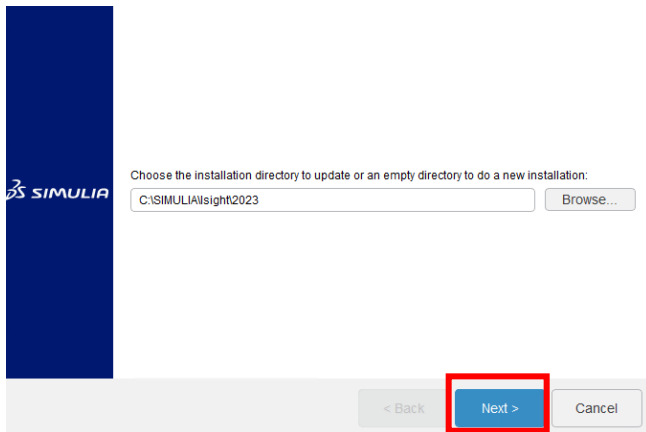 Choose the installation directory to update or an empty directory to do a new installation:
C:\SIMULIA\Isight\2023
Browse...
3S SIMULIA
< Back
Next >
Cancel